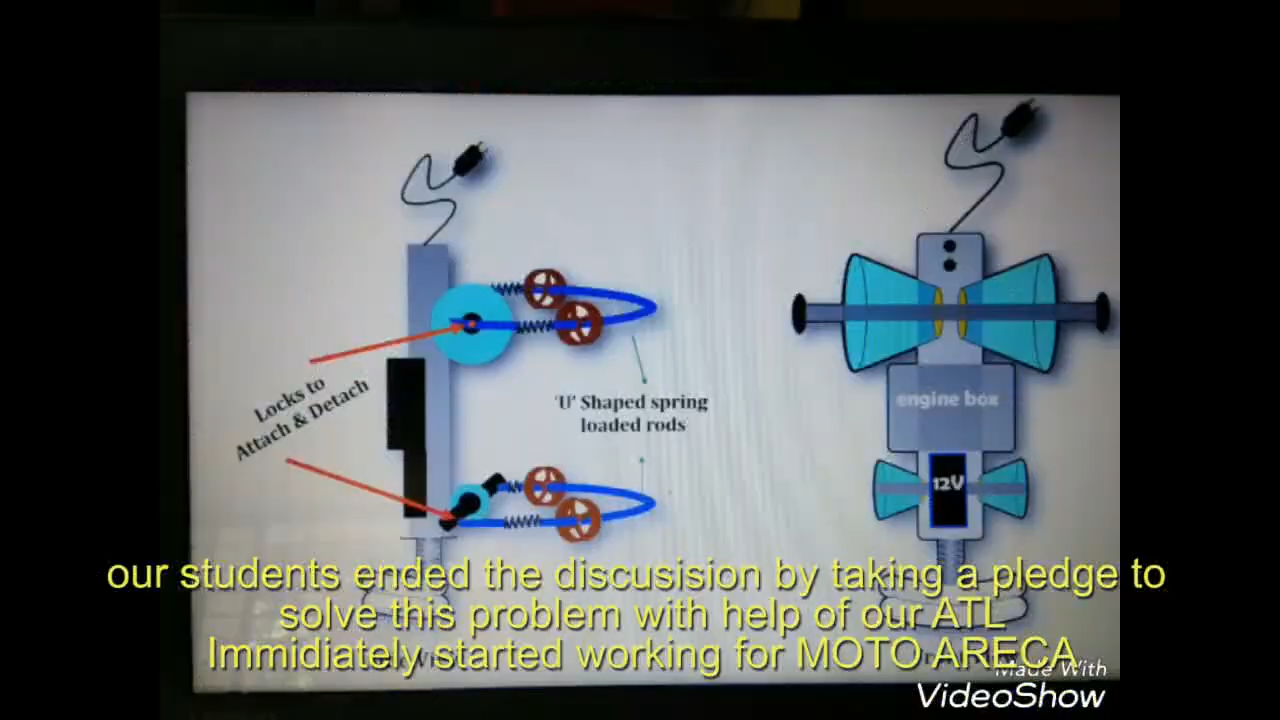 Locks to
Attach & Detach
'U' Shaped spring
loaded rods
engine box
12V
our students ended the discusision by taking a pledge to
solve this problem with help of our ATL
Immidiately started working for MOTO ARECA
Made With
VideoShow